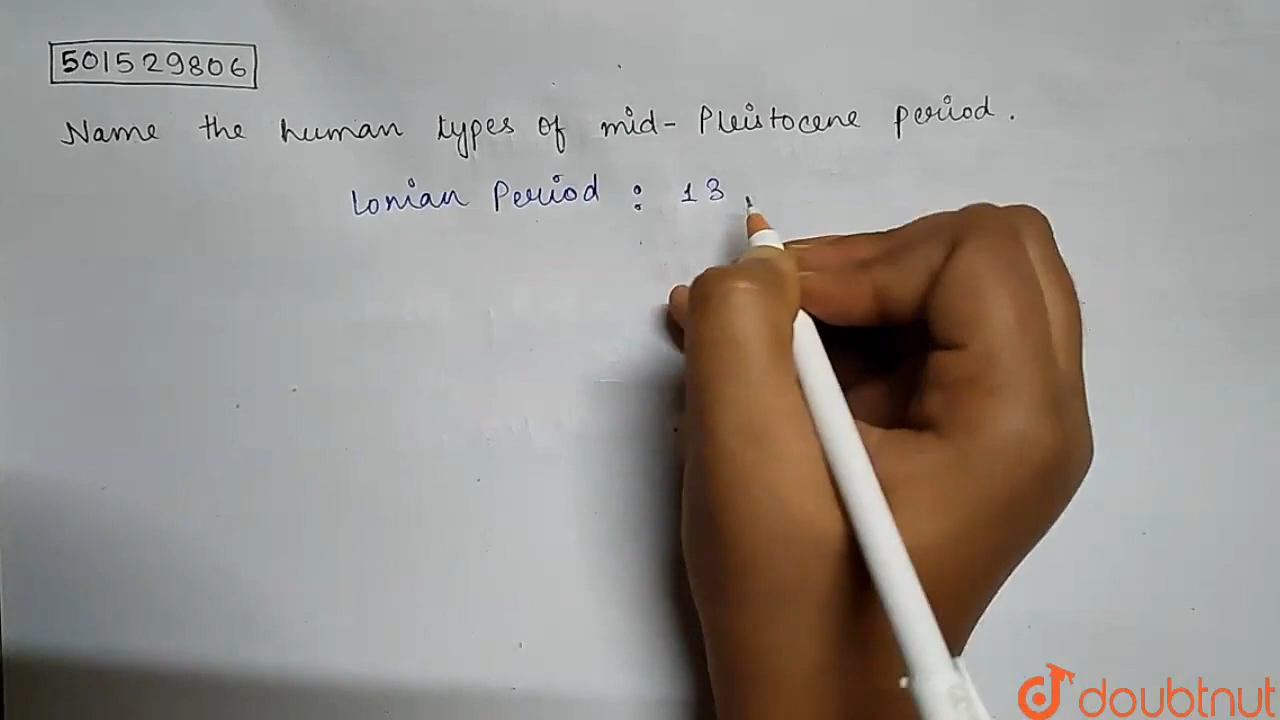 501529806
Name the human types of mid-Pleistocene period.
Ionian Period : 13
doubtnut